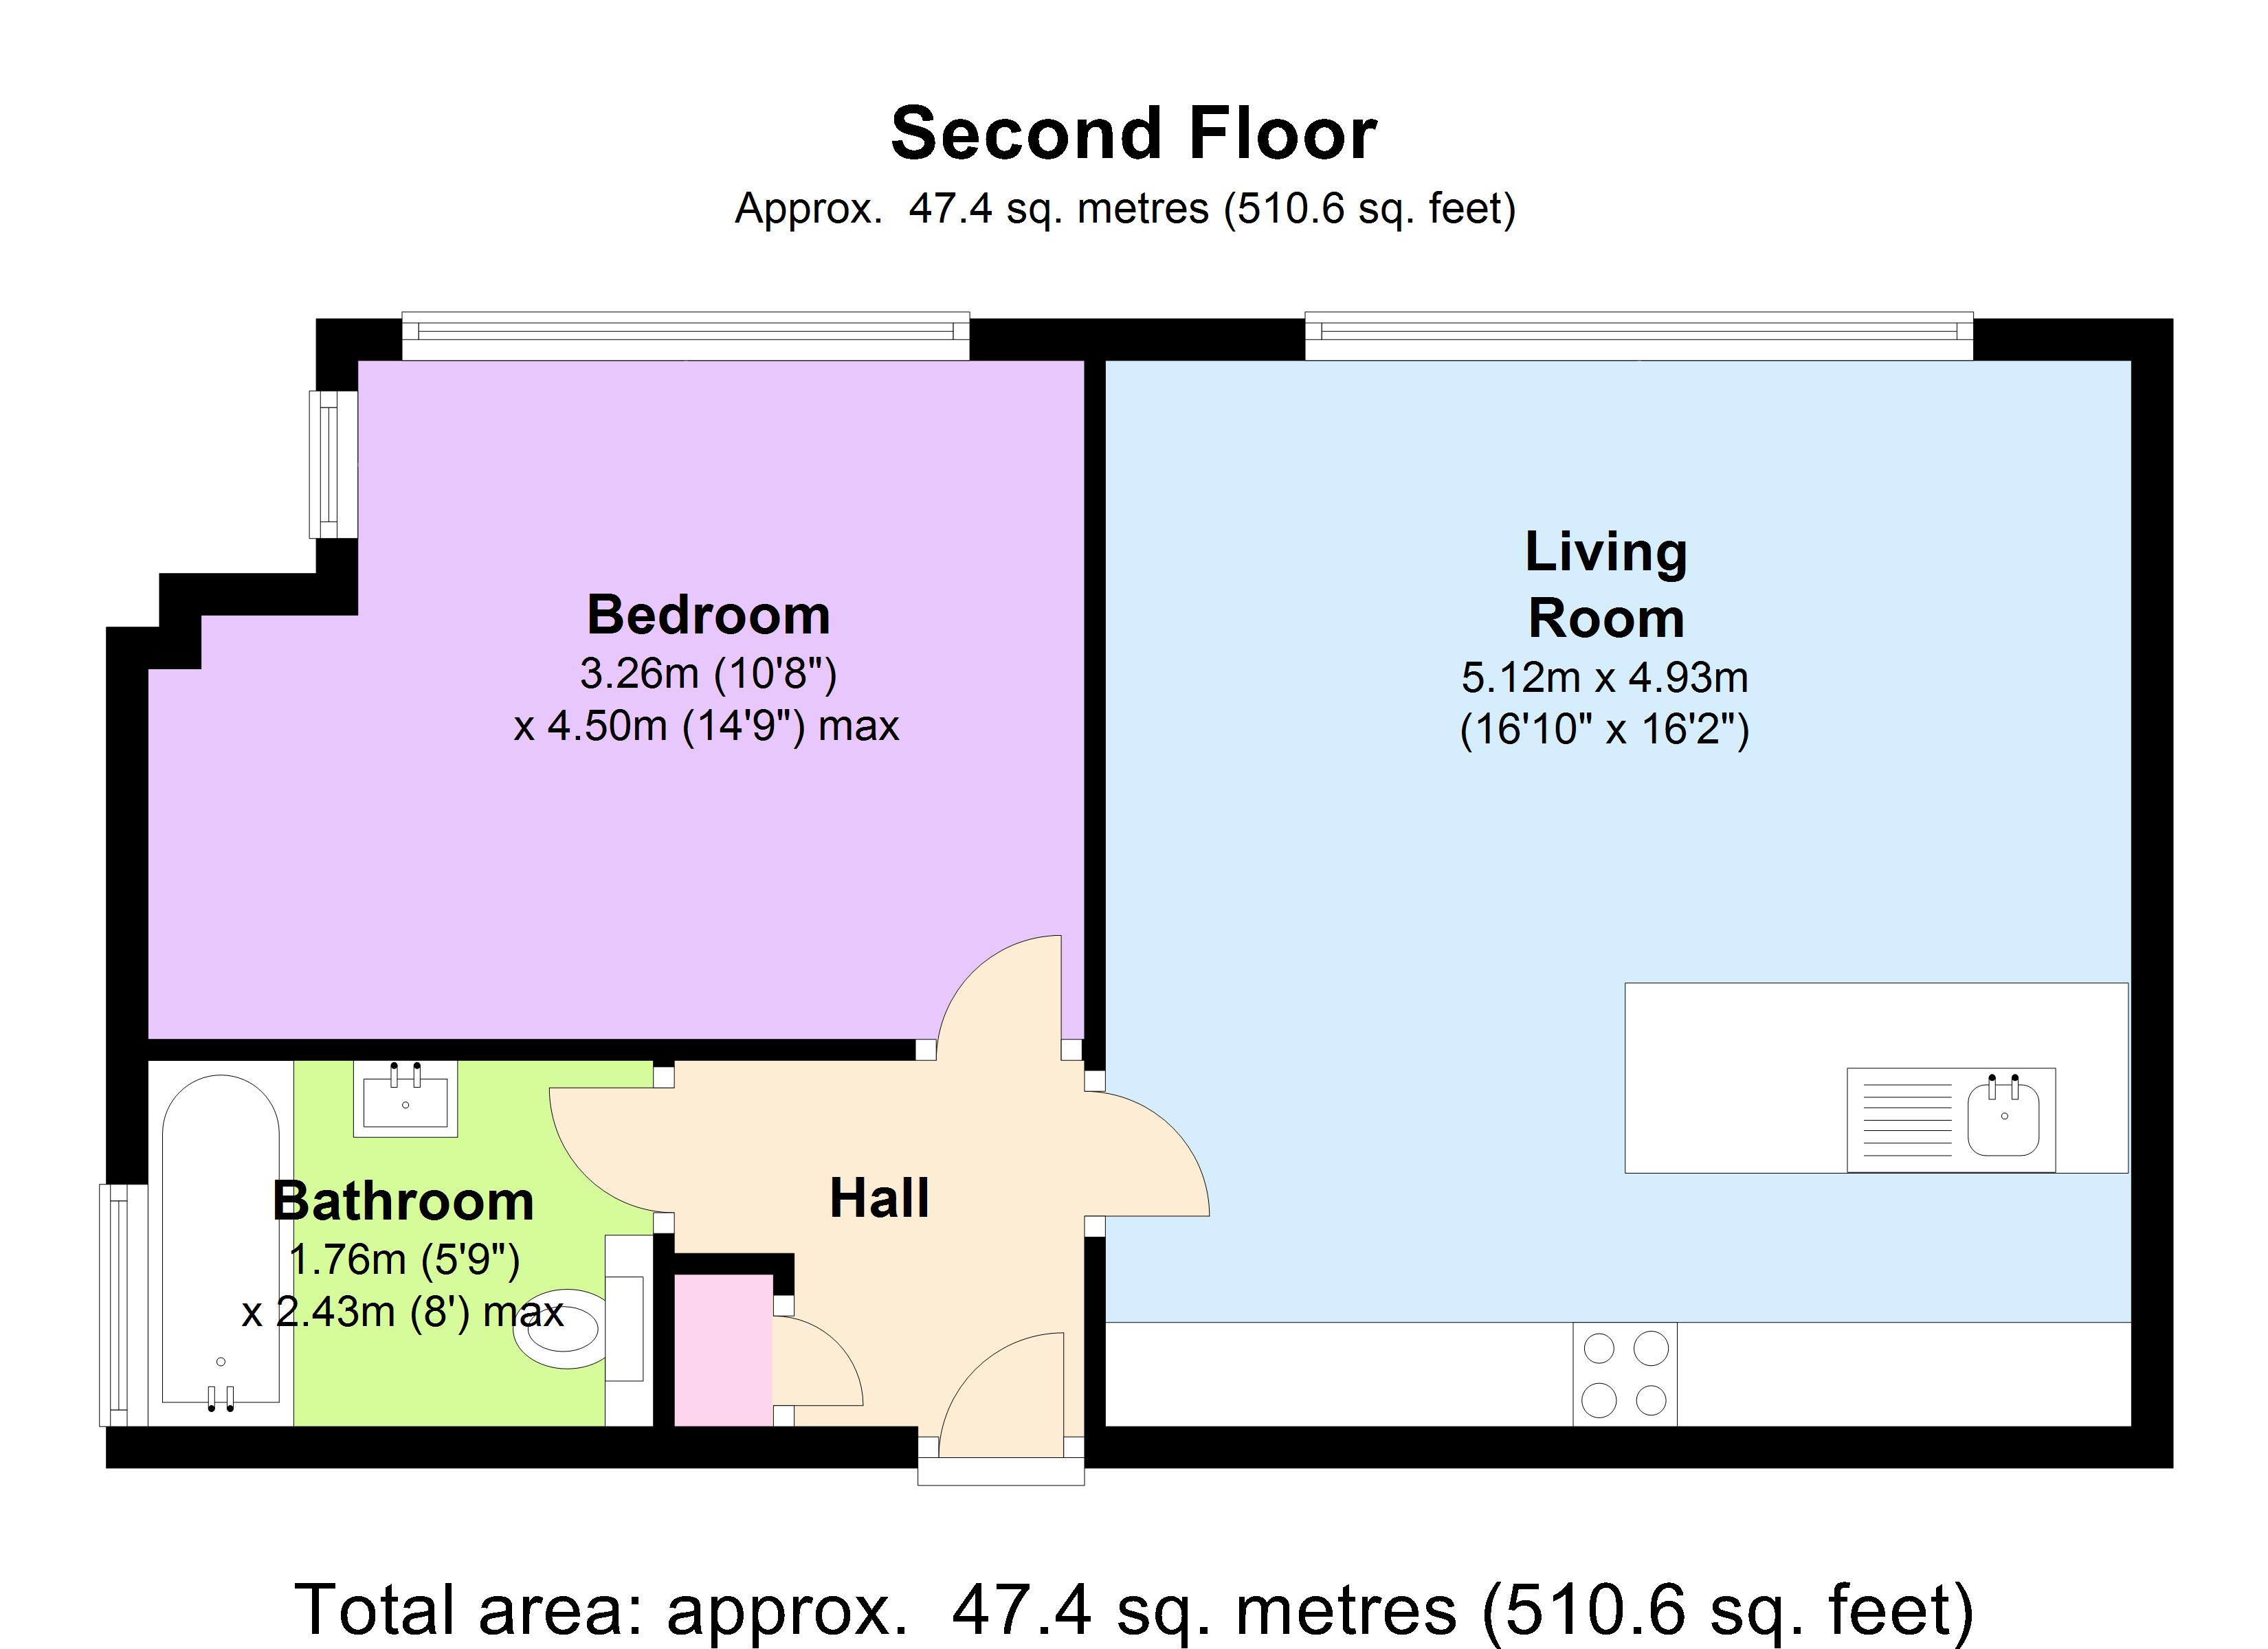 Second Floor
Approx.  47.4 sq. metres (510.6 sq. feet)
Bedroom
3.26m (10'8")
x 4.50m (14'9") max
Living
Room
5.12m x 4.93m
(16'10" x 16'2")
Bathroom
1.76m (5'9")
x 2.43m (8') max
Hall
Total area: approx.  47.4 sq. metres (510.6 sq. feet)